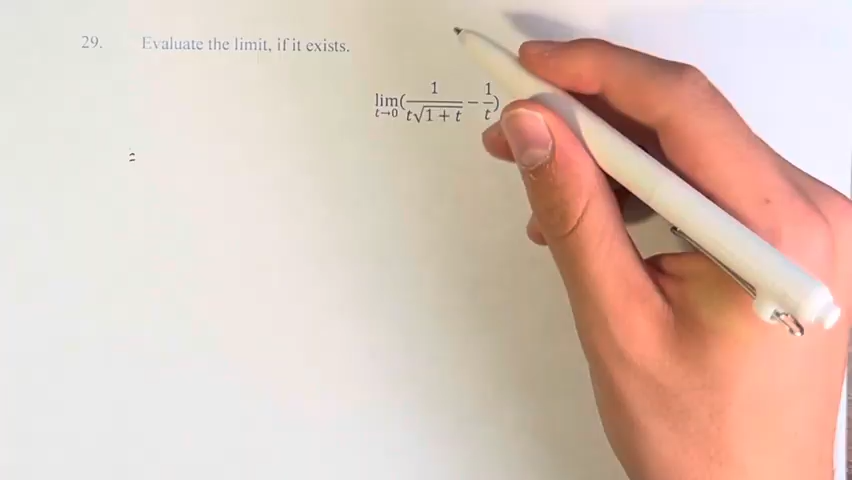 29. Evaluate the limit, if it exists.
lim t→0 (1/t√1 + t − 1/t)
=